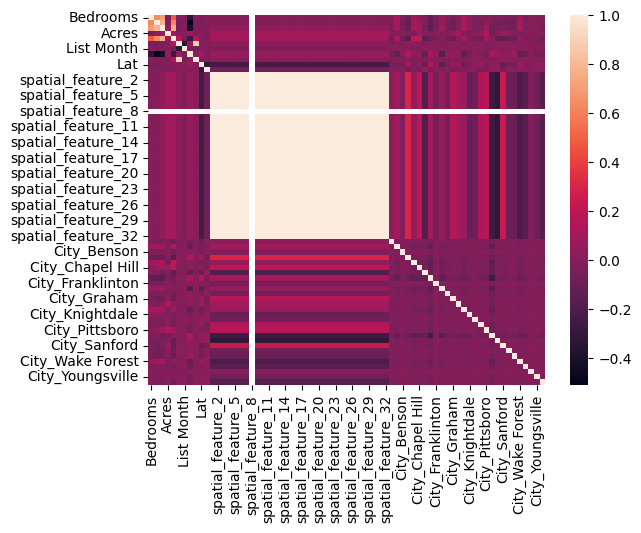 Bedrooms
Acres
List Month
Lat
spatial_feature_2
spatial_feature_5
spatial_feature_8
spatial_feature_11
spatial_feature_14
spatial_feature_17
spatial_feature_20
spatial_feature_23
spatial_feature_26
spatial_feature_29
spatial_feature_32
City_Benson
City_Chapel Hill
City_Franklinton
City_Graham
City_Knightdale
City_Pittsboro
City_Sanford
City_Wake Forest
City_Youngsville
Bedrooms
Acres
List Month
Lat
spatial_feature_2
spatial_feature_5
spatial_feature_8
spatial_feature_11
spatial_feature_14
spatial_feature_17
spatial_feature_20
spatial_feature_23
spatial_feature_26
spatial_feature_29
spatial_feature_32
City_Benson
City_Chapel Hill
City_Franklinton
City_Graham
City_Knightdale
City_Pittsboro
City_Sanford
City_Wake Forest
City_Youngsville
1.0
0.8
0.6
0.4
0.2
0.0
−0.2
−0.4